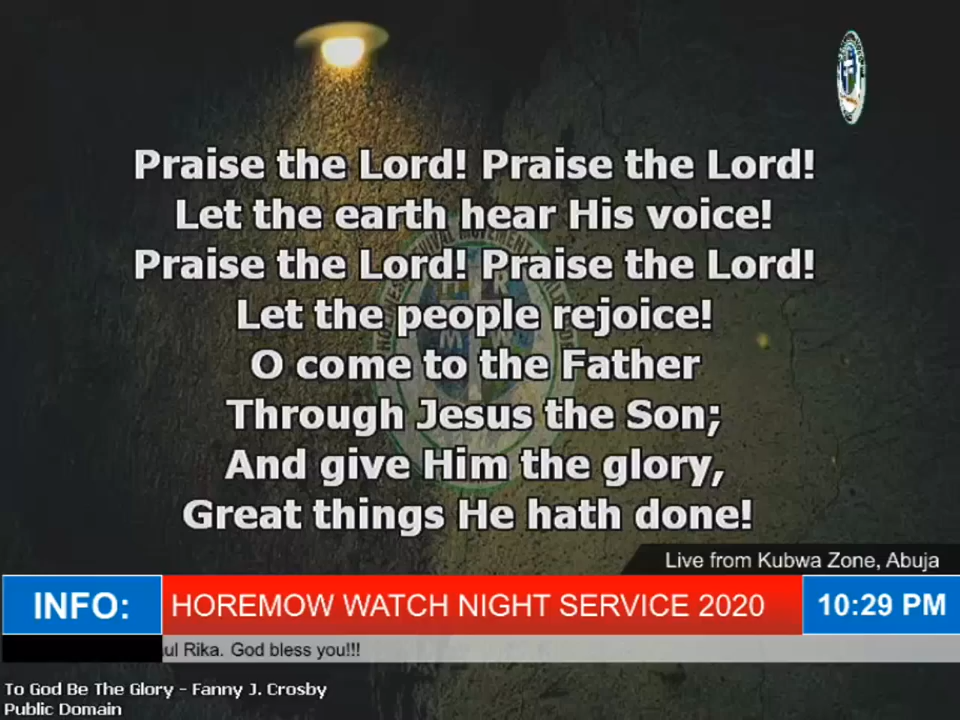 Praise the Lord! Praise the Lord!
Let the earth hear His voice!
Praise the Lord! Praise the Lord!
Let the people rejoice!
O come to the Father
Through Jesus the Son;
And give Him the glory,
Great things He hath done!
Live from Kubwa Zone, Abuja
INFO:
HOREMOW WATCH NIGHT SERVICE 2020
10:29 PM
ul Rika. God bless you!!!
To God Be The Glory - Fanny J. Crosby
Public Domain